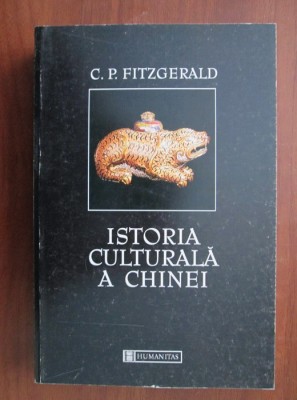 C. P. FITZGERALD
ISTORIA
CULTURALĂ
A CHINEI
HUMANITAS